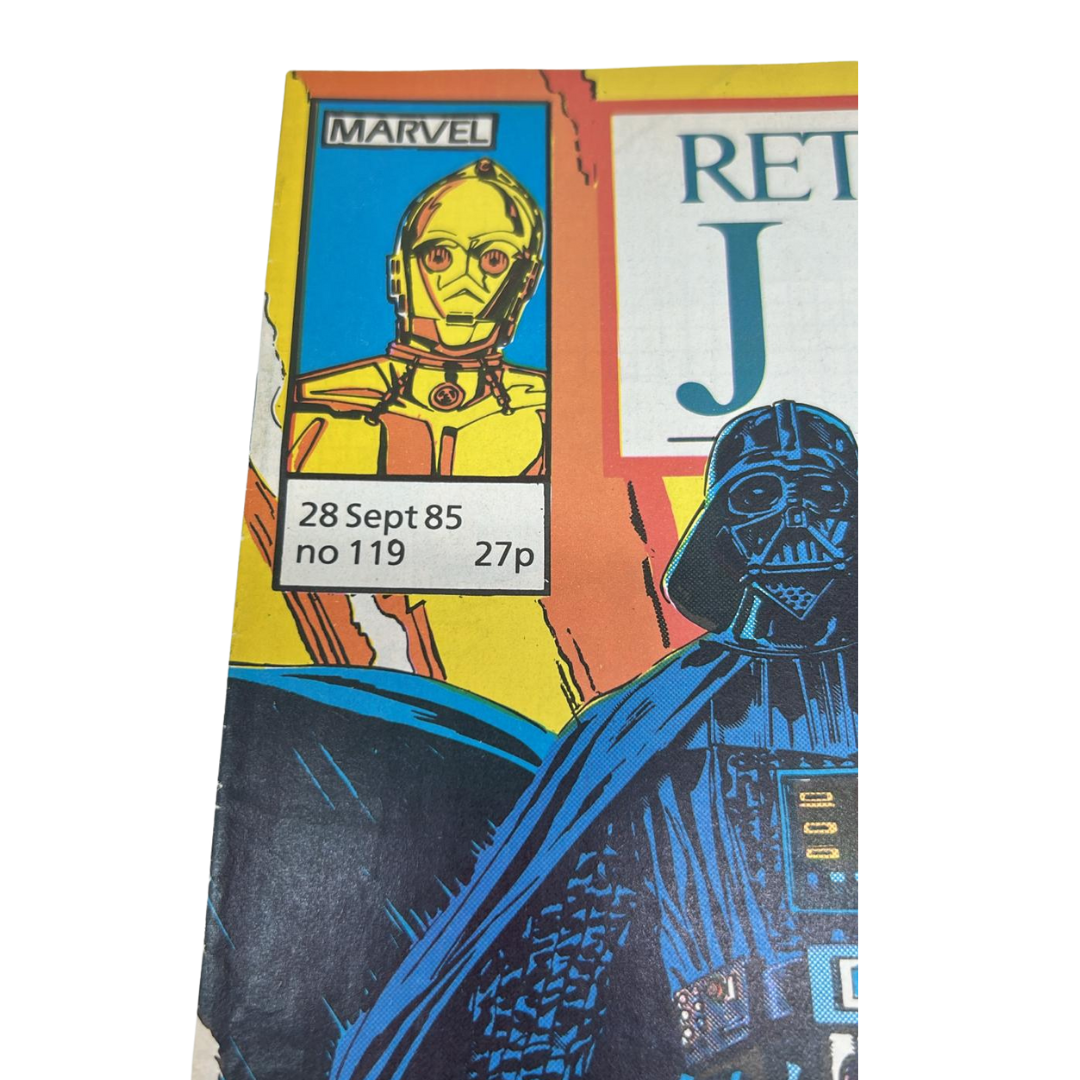 MARVEL
RET
J
28 Sept 85
no 119 27p